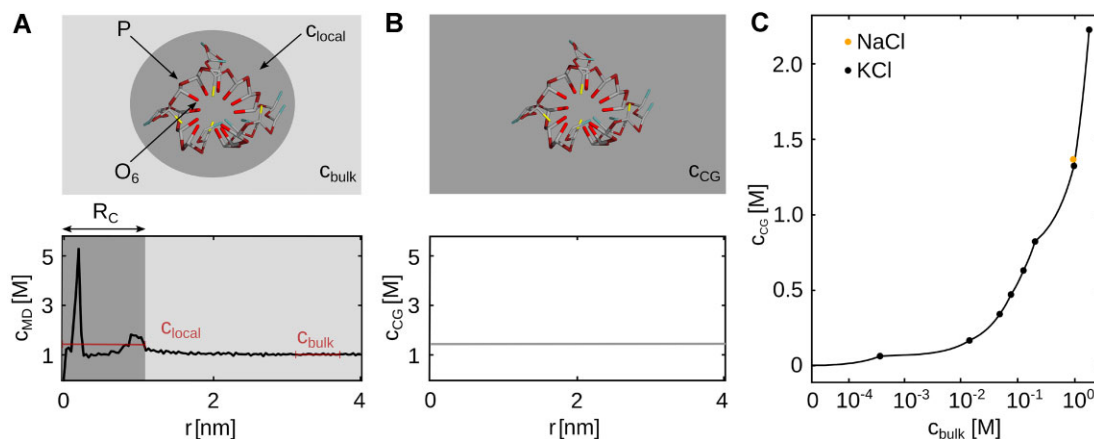 A
P
c_local
O_6
c_bulk
R_C
5
3
1
c_MD [M]
c_local
c_bulk
0
2
4
r [nm]
B
c_CG
5
3
1
c_CG [M]
0
2
4
r [nm]
C
NaCl
KCl
2.0
1.5
1.0
0.5
0
c_CG [M]
0
10^-4
10^-3
10^-2
10^-1
10^0
c_bulk [M]